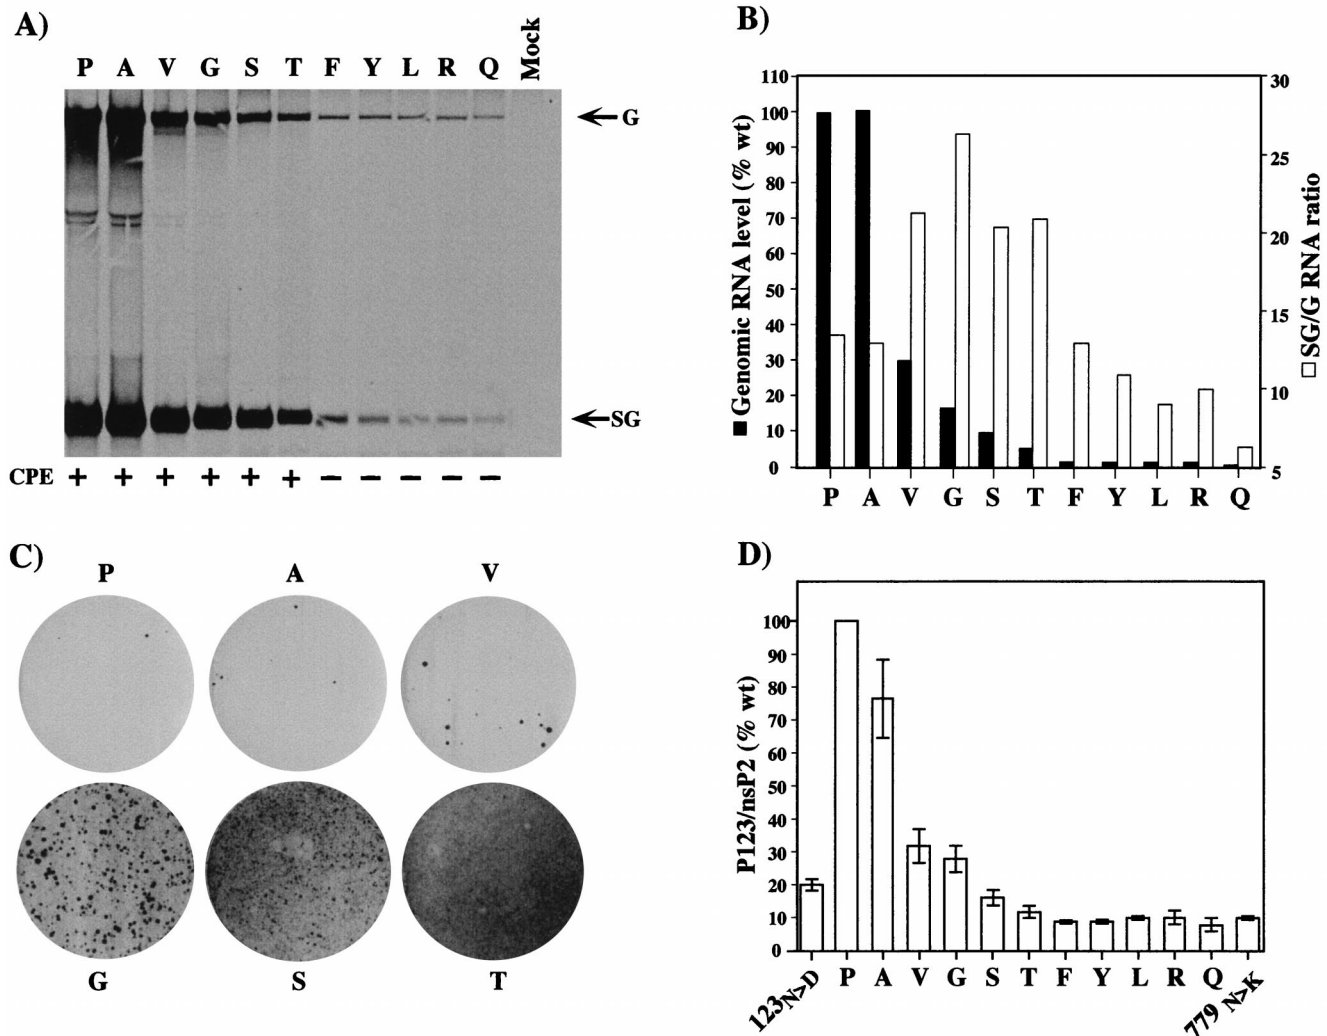 A)
P A V G S T F Y L R Q Mock
G
SG
CPE + + + + + + − − − − −
B)
Genomic RNA level (% wt)
110
100
90
80
70
60
50
40
30
20
10
0
30
25
20
15
10
5
SG/G RNA ratio
P A V G S T F Y L R Q
C)
P A V
G S T
D)
P123/nsP2 (% wt)
100
90
80
70
60
50
40
30
20
10
0
123 N>D P A V G S T F Y L R Q 779 N>K